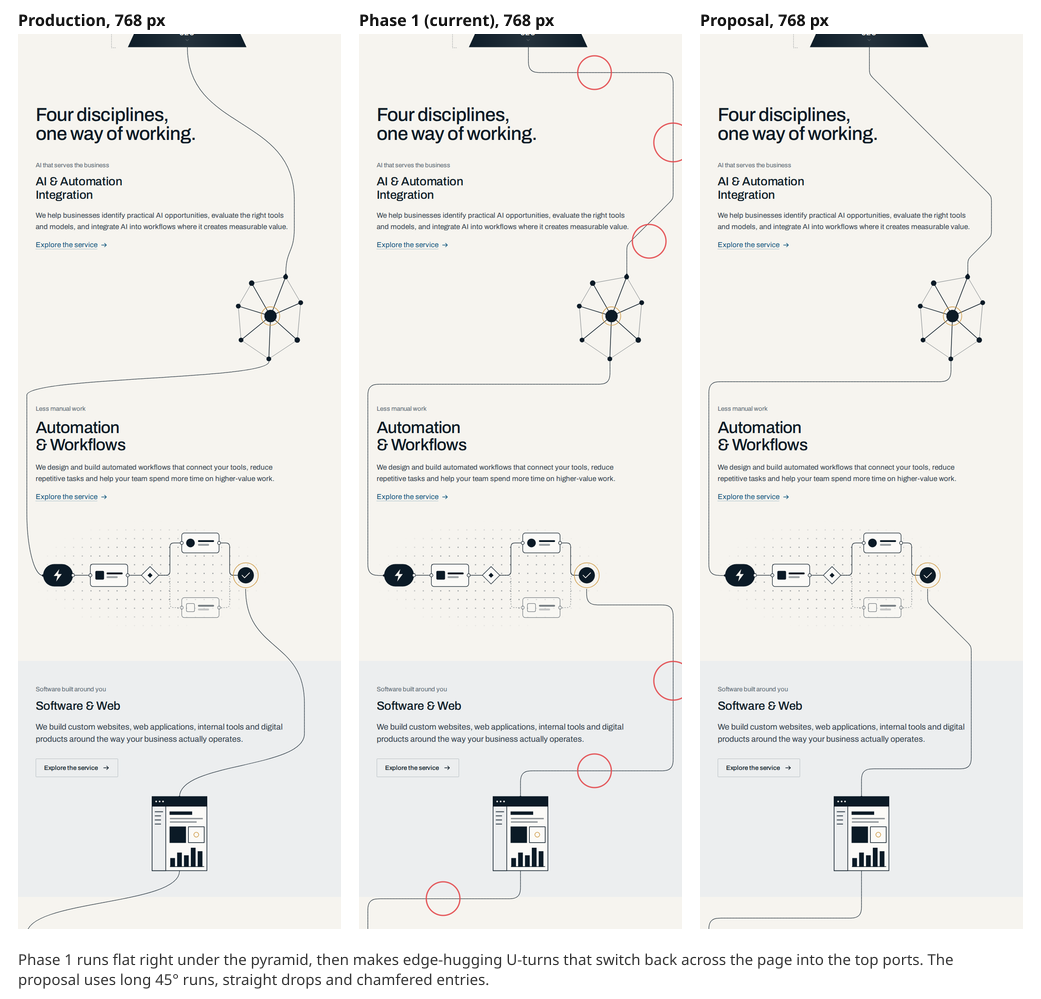 Production, 768 px
Four disciplines,
one way of working.
AI that serves the business
AI & Automation
Integration
We help businesses identify practical AI opportunities, evaluate the right tools
and models, and integrate AI into workflows where it creates measurable value.
Explore the service →
Less manual work
Automation
& Workflows
We design and build automated workflows that connect your tools, reduce
repetitive tasks and help your team spend more time on higher-value work.
Explore the service →
Software built around you
Software & Web
We build custom websites, web applications, internal tools and digital
products around the way your business actually operates.
Explore the service →
Phase 1 (current), 768 px
Four disciplines,
one way of working.
AI that serves the business
AI & Automation
Integration
We help businesses identify practical AI opportunities, evaluate the right tools
and models, and integrate AI into workflows where it creates measurable value.
Explore the service →
Less manual work
Automation
& Workflows
We design and build automated workflows that connect your tools, reduce
repetitive tasks and help your team spend more time on higher-value work.
Explore the service →
Software built around you
Software & Web
We build custom websites, web applications, internal tools and digital
products around the way your business actually operates.
Explore the service →
Proposal, 768 px
Four disciplines,
one way of working.
AI that serves the business
AI & Automation
Integration
We help businesses identify practical AI opportunities, evaluate the right tools
and models, and integrate AI into workflows where it creates measurable value.
Explore the service →
Less manual work
Automation
& Workflows
We design and build automated workflows that connect your tools, reduce
repetitive tasks and help your team spend more time on higher-value work.
Explore the service →
Software built around you
Software & Web
We build custom websites, web applications, internal tools and digital
products around the way your business actually operates.
Explore the service →
Phase 1 runs flat right under the pyramid, then makes edge-hugging U-turns that switch back across the page into the top ports. The
proposal uses long 45° runs, straight drops and chamfered entries.